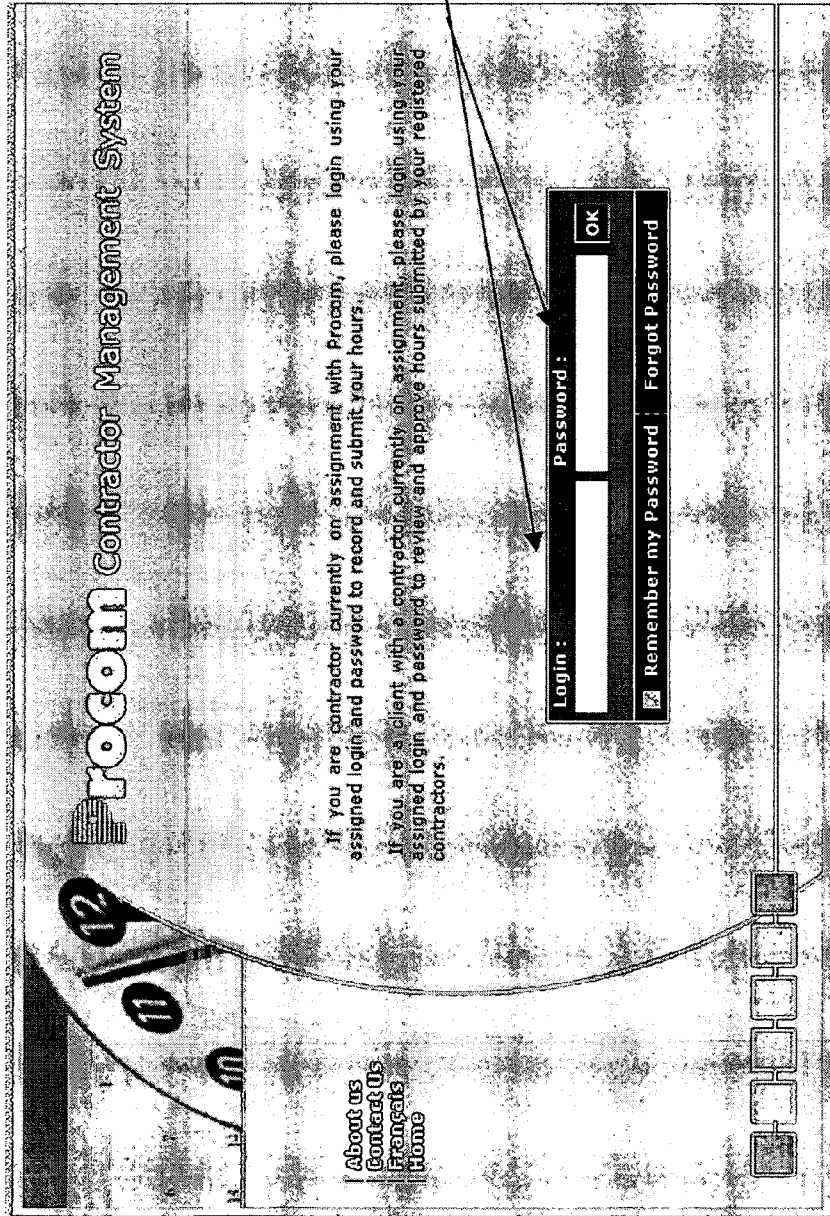 Procom Contractor Management System
12
11
10
If you are contractor currently on assignment with Procom, please login using your
assigned login and password to record and submit your hours.
If you are a client with a contractor currently on assignment, please login using your
assigned login and password to review and approve hours submitted by your registered
contractors.
About us
Contact Us
Français
Home
Login :
Password :
OK
Remember my Password
Forgot Password